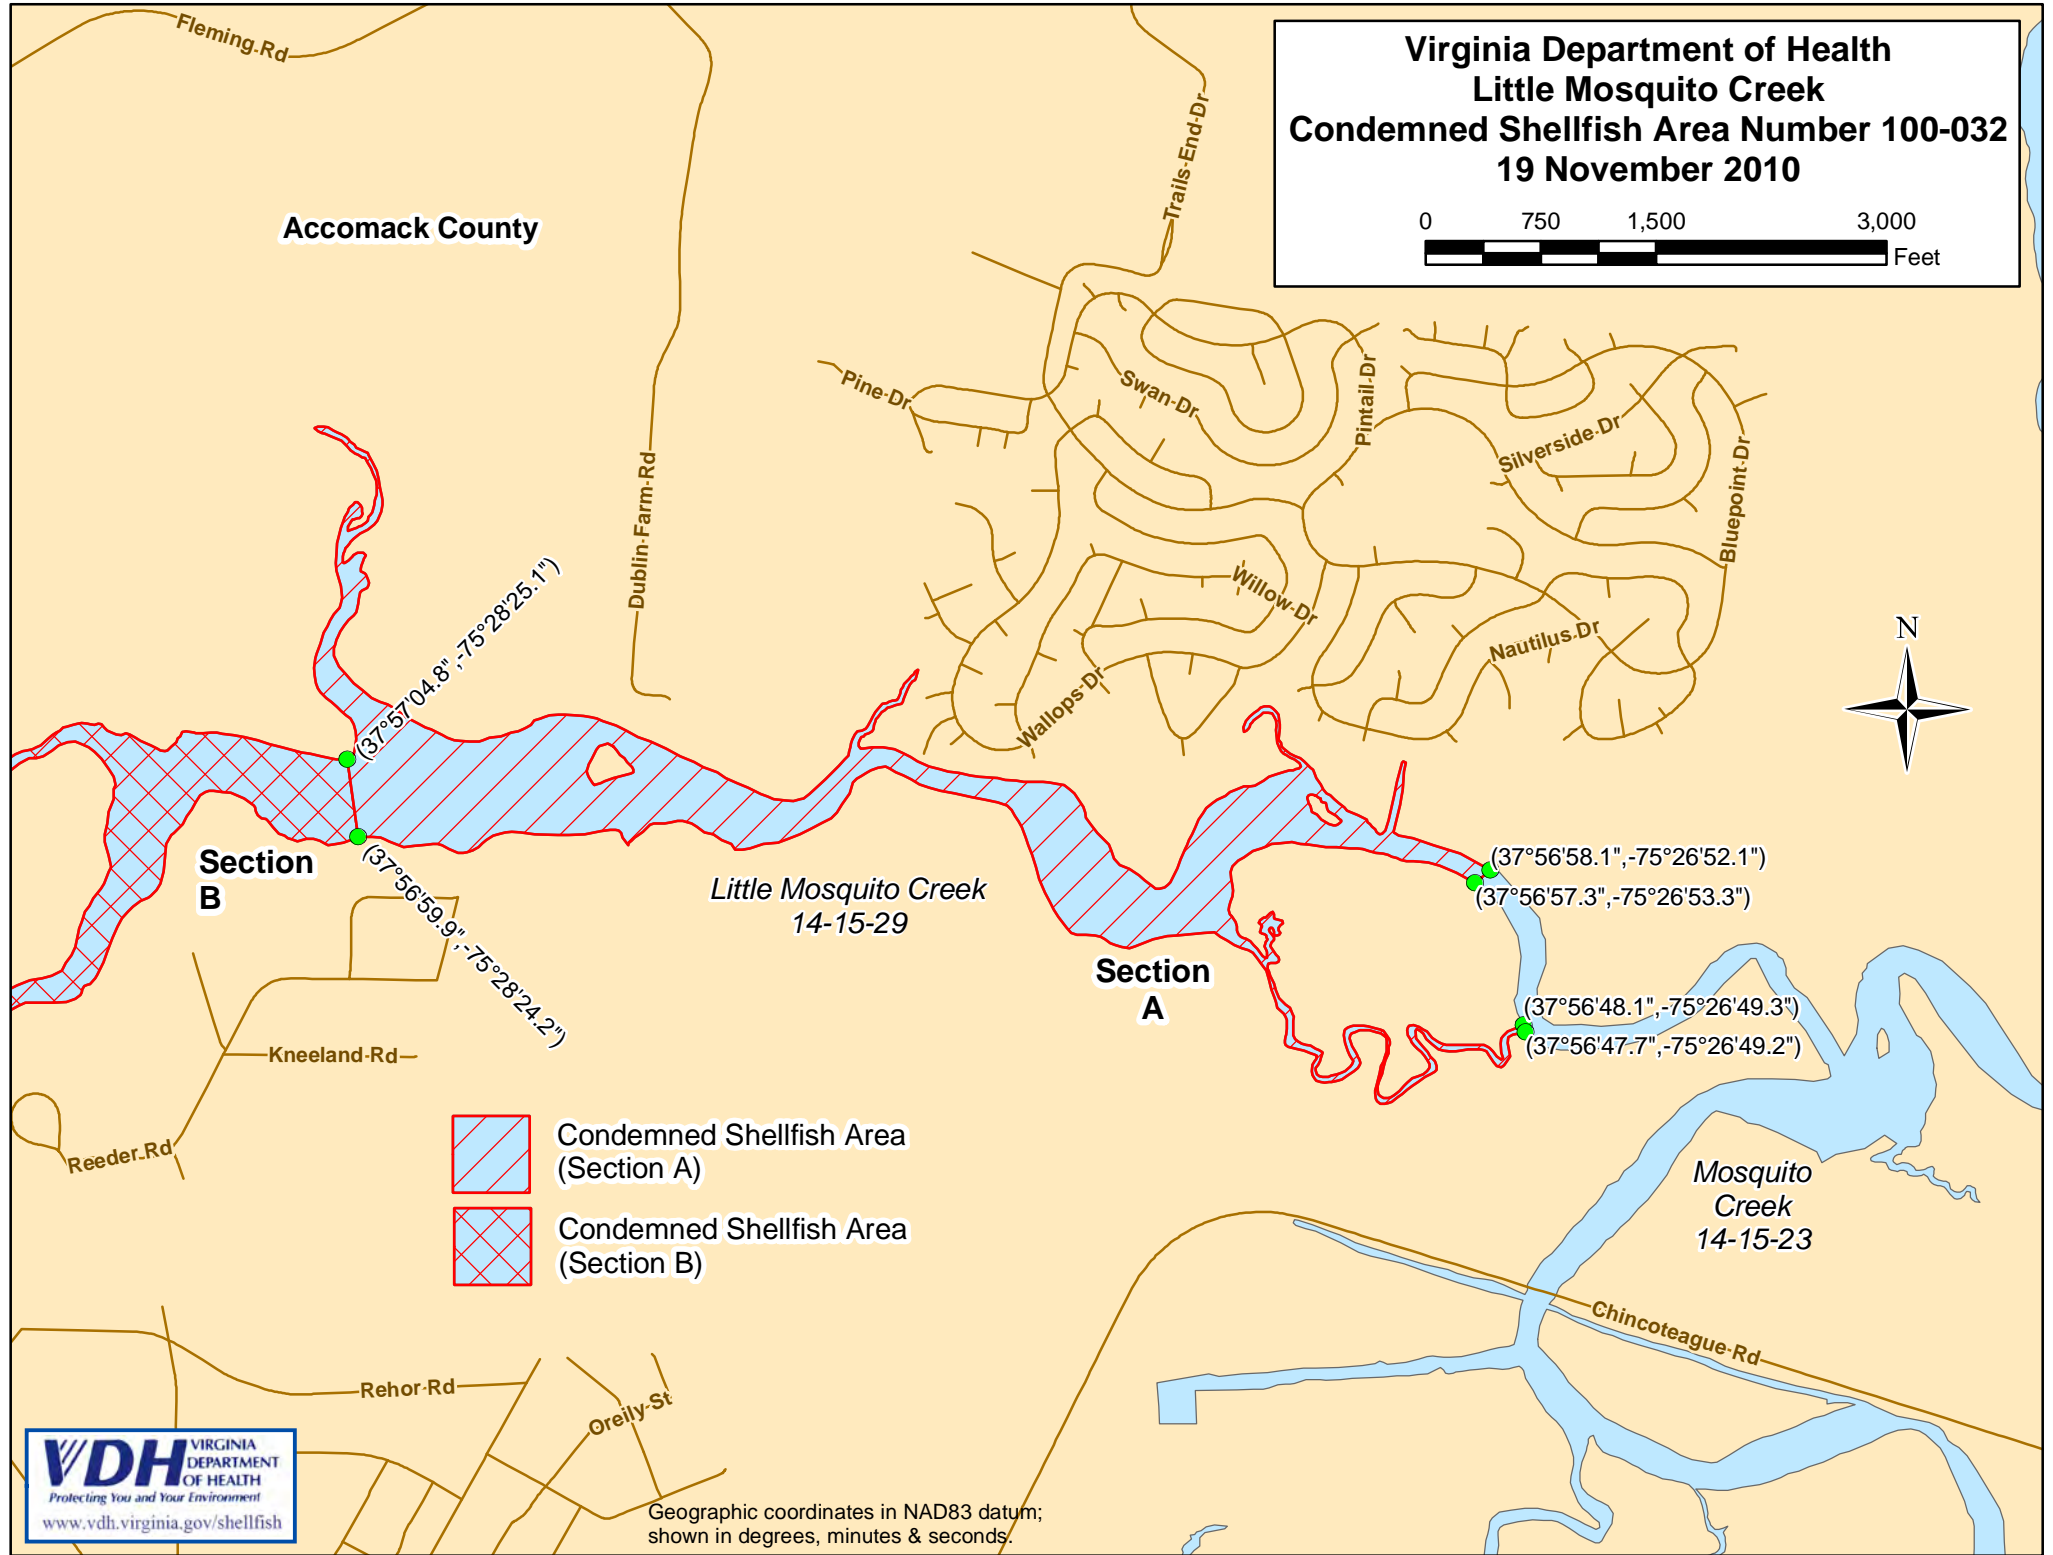 Virginia Department of Health
Little Mosquito Creek
Condemned Shellfish Area Number 100-032
19 November 2010
0 750 1,500 3,000
Feet
Fleming Rd
Trails End Dr
Accomack County
Pine Dr
Swan Dr
Pintail Dr
Silverside Dr
Bluepoint Dr
Dublin Farm Rd
Willow Dr
Nautilus Dr
Wallops Dr
N
(37°57'04.8",-75°28'25.1")
(37°56'59.9",-75°28'24.2")
Section
B
Little Mosquito Creek
14-15-29
(37°56'58.1",-75°26'52.1")
(37°56'57.3",-75°26'53.3")
Section
A
(37°56'48.1",-75°26'49.3")
(37°56'47.7",-75°26'49.2")
Kneeland Rd
Reeder Rd
Condemned Shellfish Area
(Section A)
Condemned Shellfish Area
(Section B)
Mosquito
Creek
14-15-23
Chincoteague Rd
Rehor Rd
Oreily St
VDH
VIRGINIA
DEPARTMENT
OF HEALTH
Protecting You and Your Environment
www.vdh.virginia.gov/shellfish
Geographic coordinates in NAD83 datum;
shown in degrees, minutes & seconds.